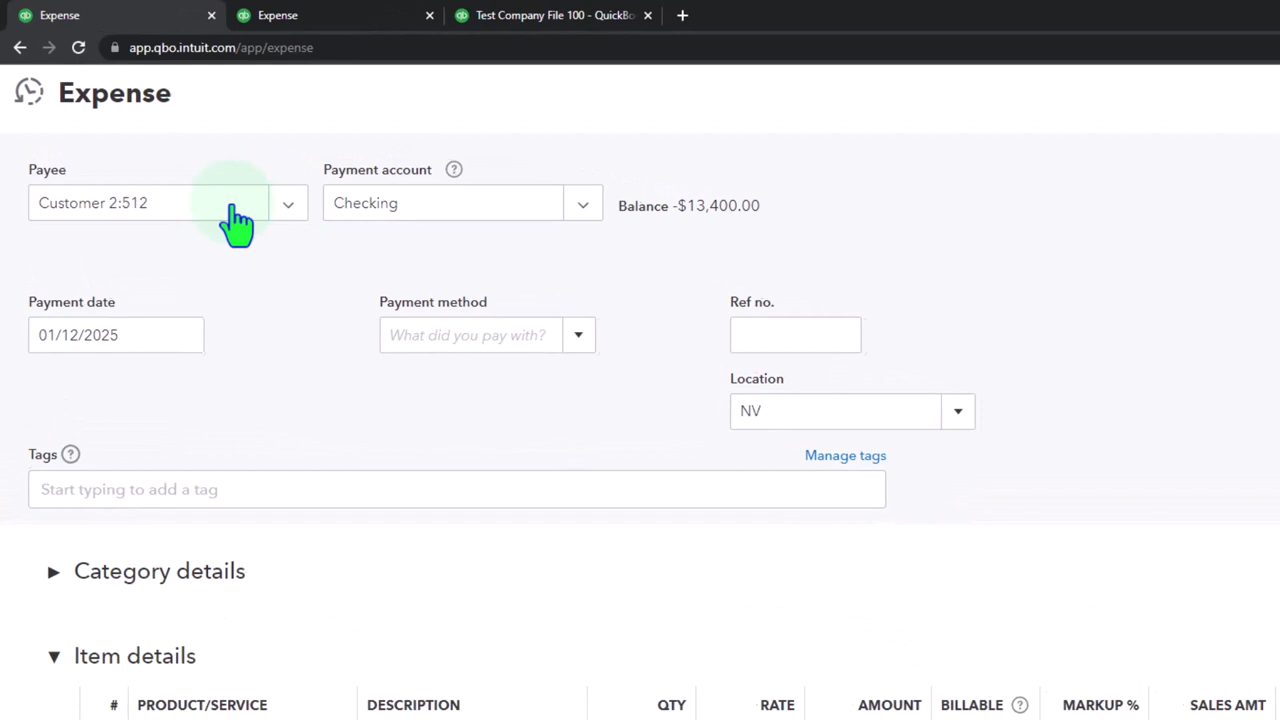 Expense
Expense
Test Company File 100 - QuickBo
app.qbo.intuit.com/app/expense
Expense
Payee
Payment account ?
Customer 2:512
Checking
Balance -$13,400.00
Payment date
Payment method
Ref no.
01/12/2025
What did you pay with?
Location
NV
Tags ?
Manage tags
Start typing to add a tag
Category details
Item details
# PRODUCT/SERVICE DESCRIPTION QTY RATE AMOUNT BILLABLE ? MARKUP % SALES AMT